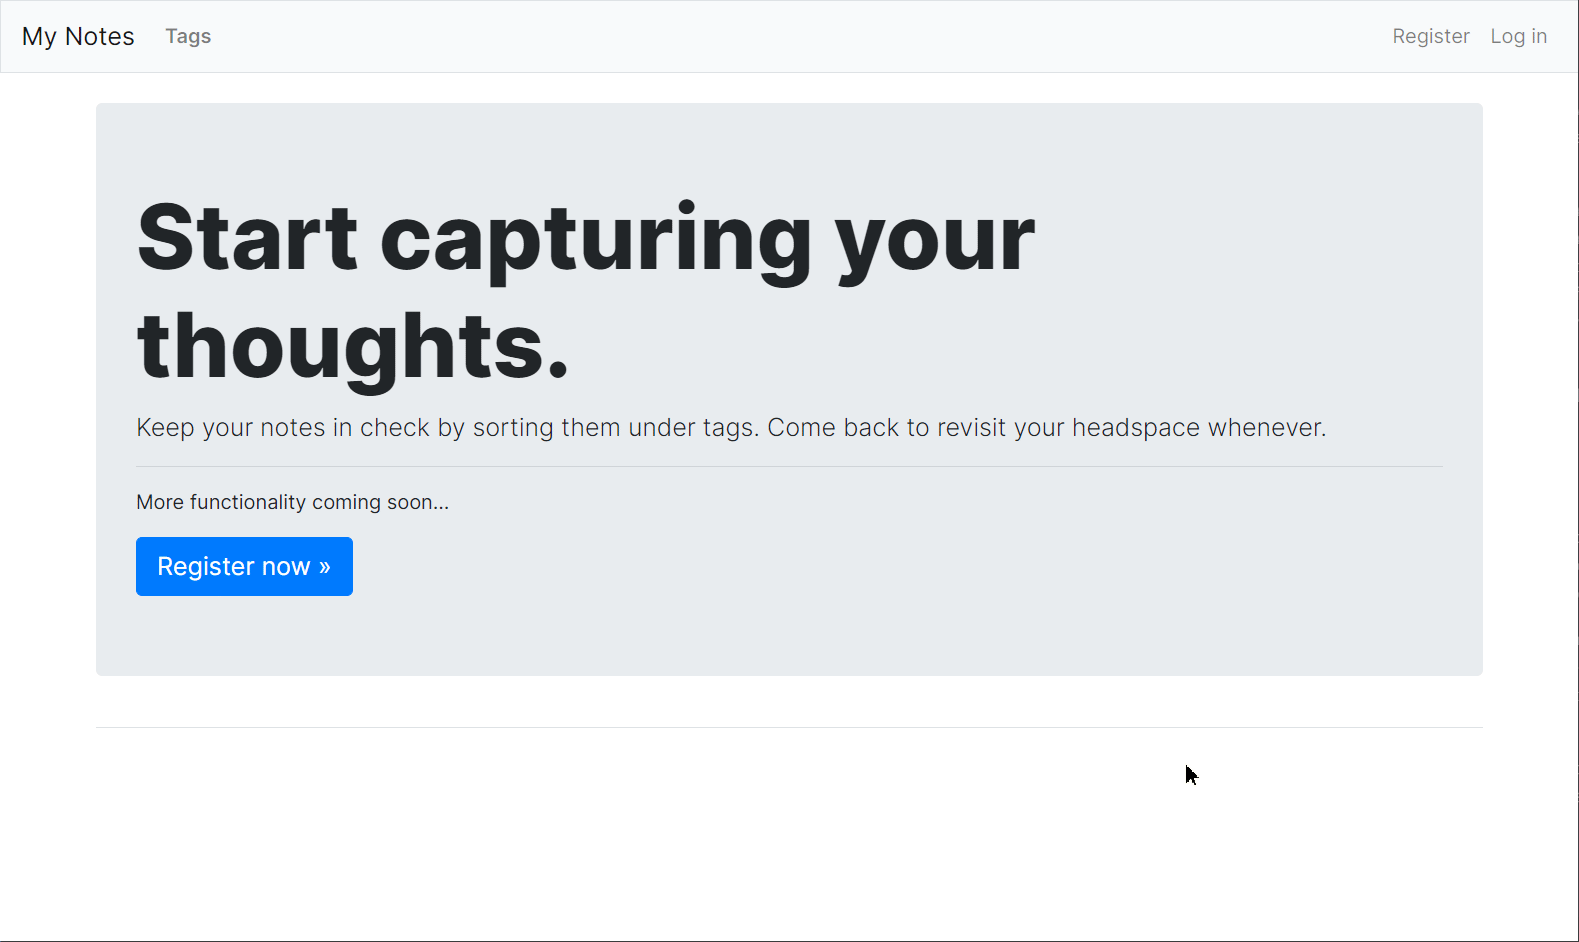 My Notes Tags Register Log in
Start capturing your
thoughts.
Keep your notes in check by sorting them under tags. Come back to revisit your headspace whenever.
More functionality coming soon...
Register now »